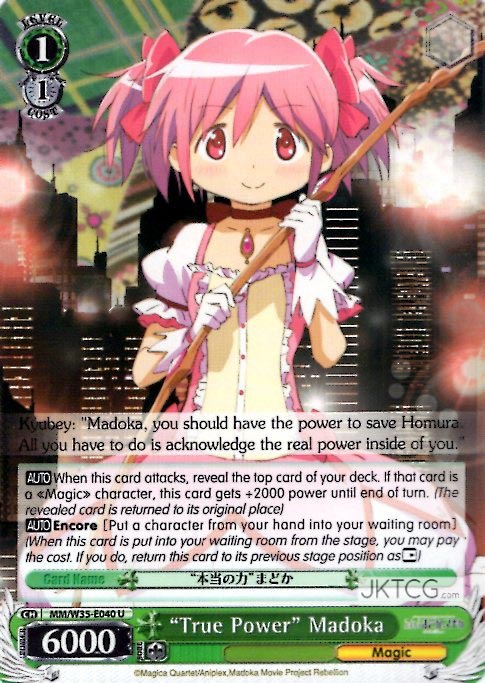 LEVEL
1
1
COST
Kyubey: "Madoka, you should have the power to save Homura.
All you have to do is acknowledge the real power inside of you."
AUTO When this card attacks, reveal the top card of your deck. If that card
is a «Magic» character, this card gets +2000 power until end of turn. (The
revealed card is returned to its original place)
AUTO Encore [Put a character from your hand into your waiting room]
(When this card is put into your waiting room from the stage, you may pay
the cost. If you do, return this card to its previous stage position as )
Card Name
"本当の力"まどか
JKTCG.com
CH MM/W35-E040 U
POWER
6000
SOUL
"True Power" Madoka
Magic
©Magica Quartet/Aniplex,Madoka Movie Project Rebellion